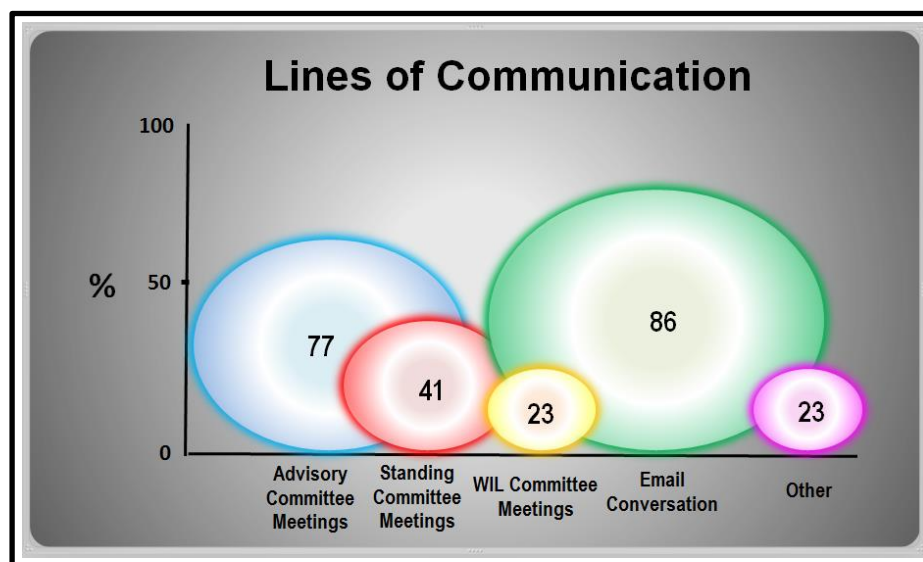 Lines of Communication
100
%
50
0
77
41
23
86
23
Advisory
Committee
Meetings
Standing
Committee
Meetings
WIL Committee
Meetings
Email
Conversation
Other